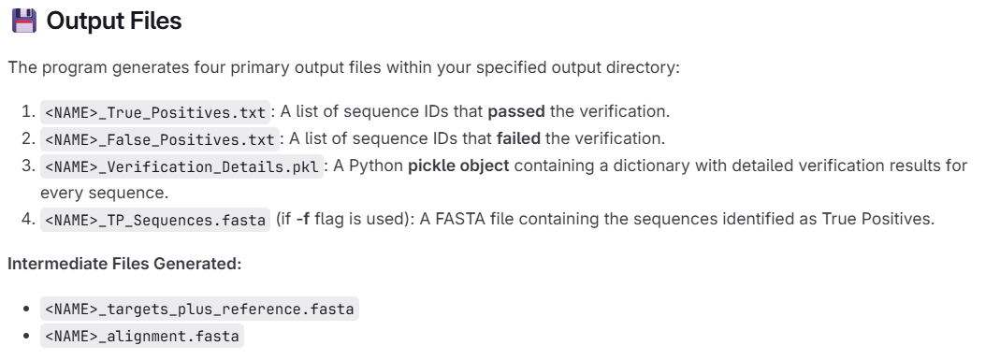 💾 Output Files
The program generates four primary output files within your specified output directory:
1. <NAME>_True_Positives.txt: A list of sequence IDs that passed the verification.
2. <NAME>_False_Positives.txt: A list of sequence IDs that failed the verification.
3. <NAME>_Verification_Details.pkl: A Python pickle object containing a dictionary with detailed verification results for
every sequence.
4. <NAME>_TP_Sequences.fasta (if -f flag is used): A FASTA file containing the sequences identified as True Positives.
Intermediate Files Generated:
• <NAME>_targets_plus_reference.fasta
• <NAME>_alignment.fasta